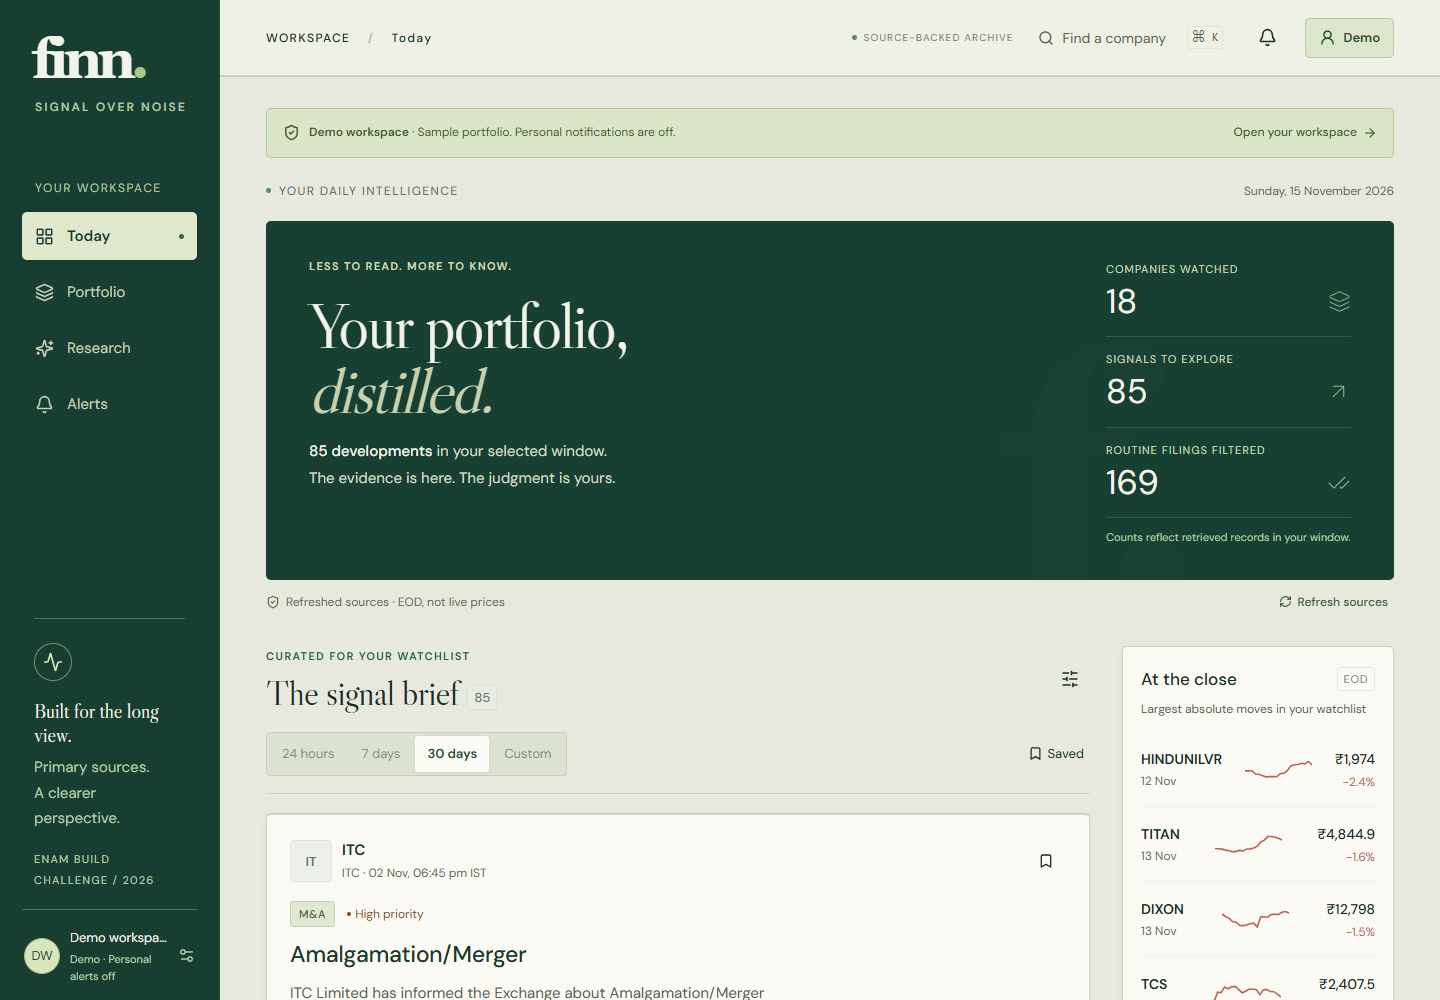 finn.
SIGNAL OVER NOISE
YOUR WORKSPACE
Today
Portfolio
Research
Alerts
Built for the long
view.
Primary sources.
A clearer
perspective.
ENAM BUILD
CHALLENGE / 2026
DW
Demo workspa...
Demo · Personal
alerts off
WORKSPACE / Today
SOURCE-BACKED ARCHIVE
Find a company
⌘ K
Demo
Demo workspace · Sample portfolio. Personal notifications are off.
Open your workspace →
YOUR DAILY INTELLIGENCE
Sunday, 15 November 2026
LESS TO READ. MORE TO KNOW.
Your portfolio,
distilled.
85 developments in your selected window.
The evidence is here. The judgment is yours.
COMPANIES WATCHED
18
SIGNALS TO EXPLORE
85
ROUTINE FILINGS FILTERED
169
Counts reflect retrieved records in your window.
f.
Refreshed sources · EOD, not live prices
Refresh sources
CURATED FOR YOUR WATCHLIST
The signal brief 85
24 hours 7 days 30 days Custom
Saved
IT
ITC
ITC · 02 Nov, 06:45 pm IST
M&A • High priority
Amalgamation/Merger
ITC Limited has informed the Exchange about Amalgamation/Merger
At the close EOD
Largest absolute moves in your watchlist
HINDUNILVR ₹1,974
12 Nov −2.4%
TITAN ₹4,844.9
13 Nov −1.6%
DIXON ₹12,798
13 Nov −1.5%
TCS ₹2,407.5